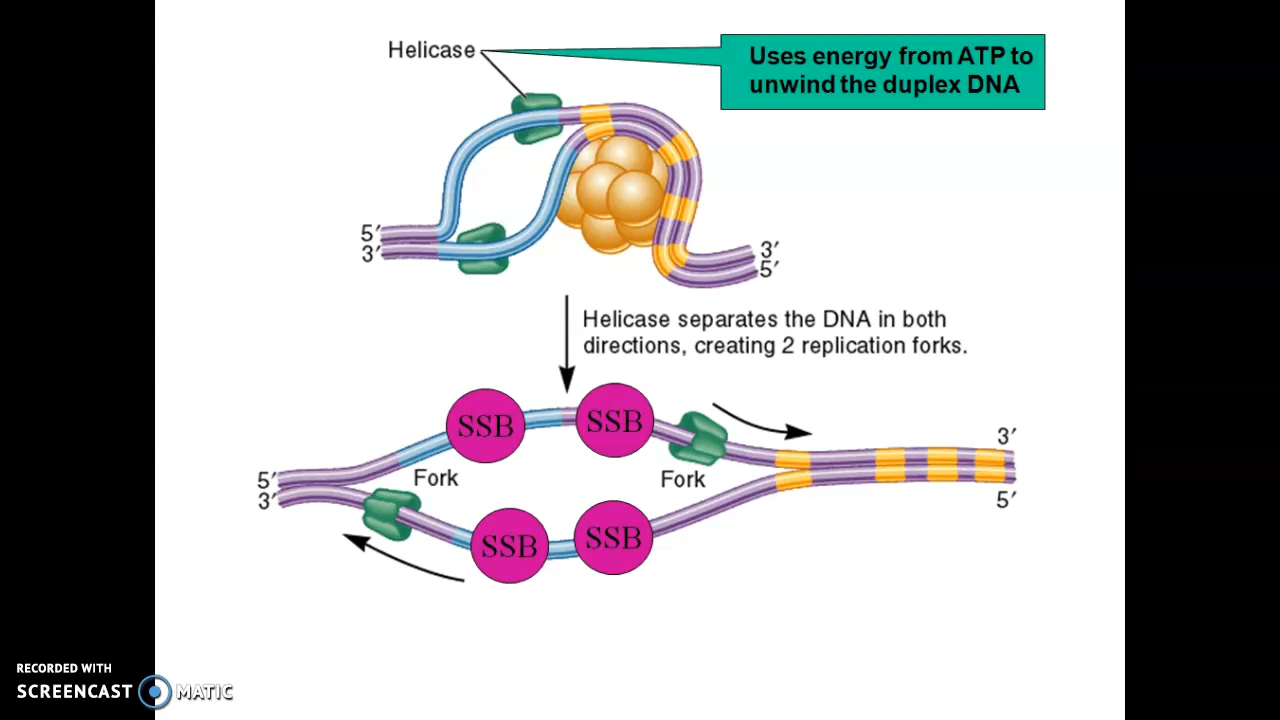 Helicase
Uses energy from ATP to
unwind the duplex DNA
5′
3′
3′
5′
Helicase separates the DNA in both
directions, creating 2 replication forks.
SSB
SSB
3′
5′
3′
Fork
Fork
5′
SSB
SSB
RECORDED WITH
SCREENCAST MATIC